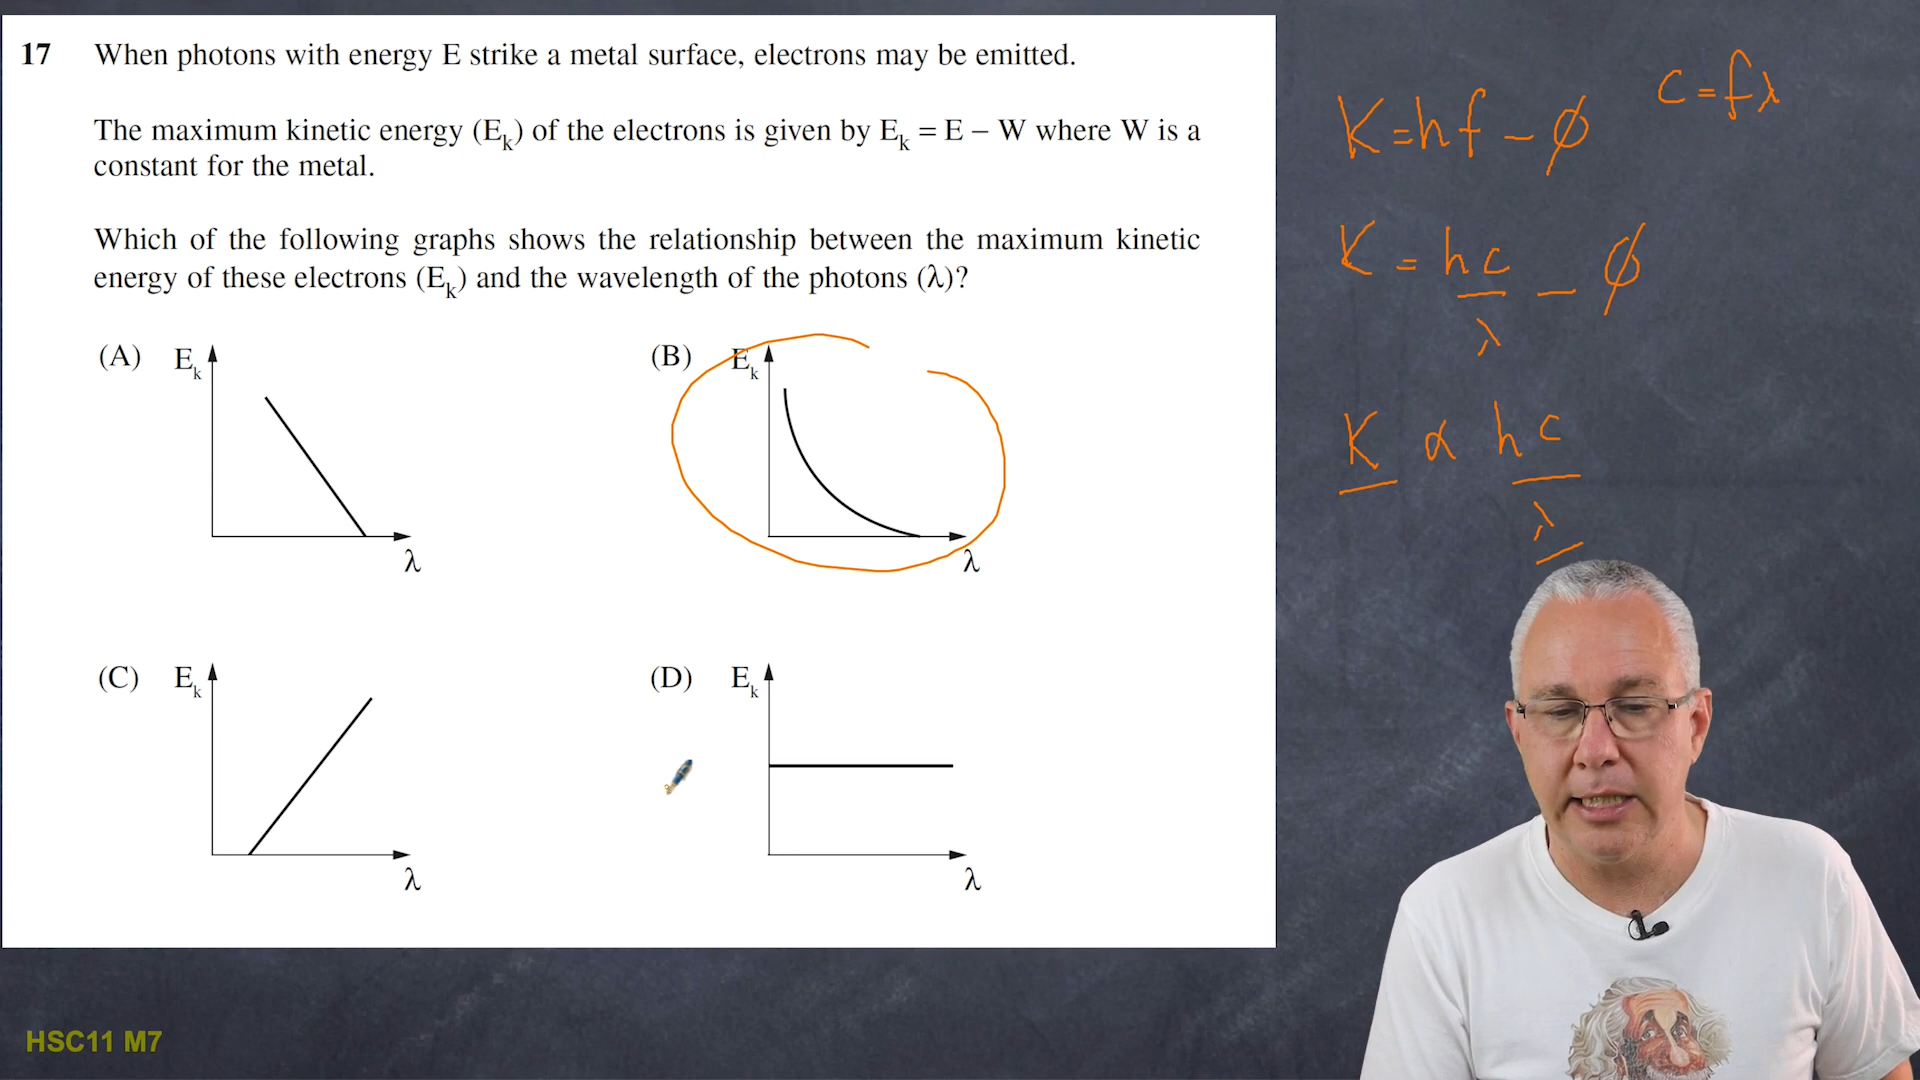 17 When photons with energy E strike a metal surface, electrons may be emitted.
The maximum kinetic energy (Eₖ) of the electrons is given by Eₖ = E – W where W is a
constant for the metal.
Which of the following graphs shows the relationship between the maximum kinetic
energy of these electrons (Eₖ) and the wavelength of the photons (λ)?
(A) Eₖ
λ
(B) Eₖ
λ
(C) Eₖ
λ
(D) Eₖ
λ
K = hf – ϕ
c = fλ
K = hc/λ – ϕ
K α hc/λ
HSC11 M7